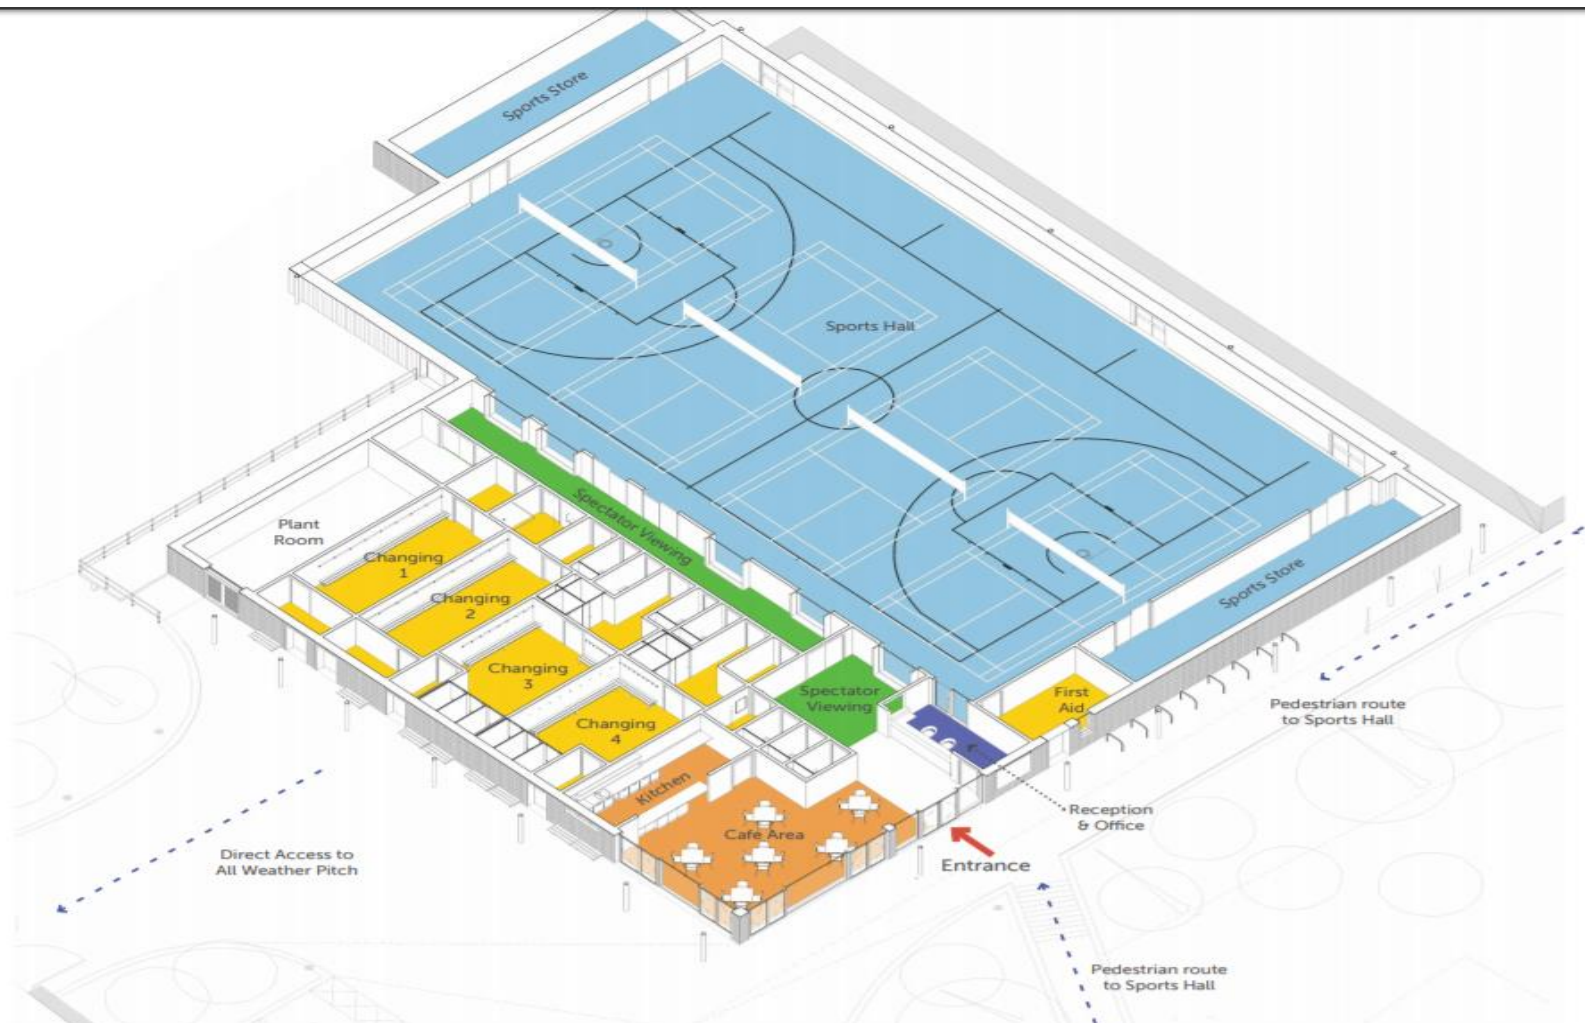 Sports Store
Sports Hall
Spectator Viewing
Plant
Room
Changing
1
Changing
2
Changing
3
Changing
4
Sports Store
Spectator
Viewing
First
Aid
Pedestrian route
to Sports Hall
Kitchen
Cafe Area
Reception
& Office
Entrance
Direct Access to
All Weather Pitch
Pedestrian route
to Sports Hall